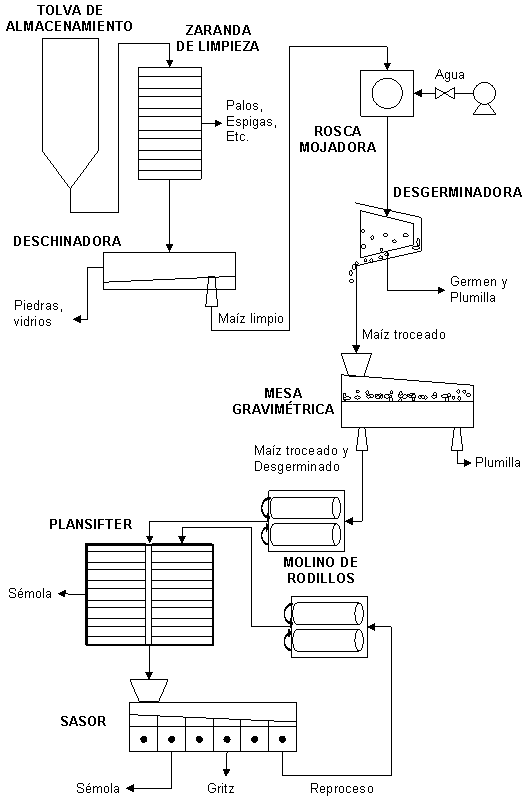 TOLVA DE
ALMACENAMIENTO
ZARANDA
DE LIMPIEZA
Palos,
Espigas,
Etc.
Agua
ROSCA
MOJADORA
DESGERMINADORA
DESCHINADORA
Piedras,
vidrios
Maíz limpio
Germen y
Plumilla
Maíz troceado
MESA
GRAVIMÉTRICA
Maíz troceado y
Desgerminado
Plumilla
PLANSIFTER
MOLINO DE
RODILLOS
Sémola
SASOR
Sémola
Gritz
Reproceso